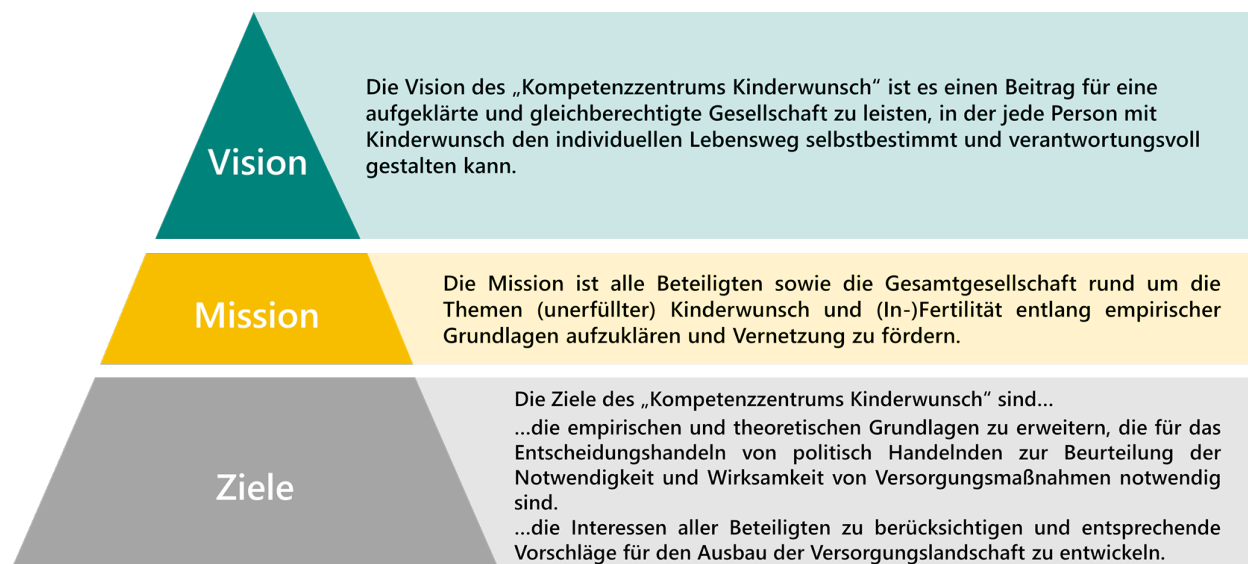 Vision
Die Vision des „Kompetenzzentrums Kinderwunsch“ ist es einen Beitrag für eine
aufgeklärte und gleichberechtigte Gesellschaft zu leisten, in der jede Person mit
Kinderwunsch den individuellen Lebensweg selbstbestimmt und verantwortungsvoll
gestalten kann.
Mission
Die Mission ist alle Beteiligten sowie die Gesamtgesellschaft rund um die
Themen (unerfüllter) Kinderwunsch und (In-)Fertilität entlang empirischer
Grundlagen aufzuklären und Vernetzung zu fördern.
Ziele
Die Ziele des „Kompetenzzentrums Kinderwunsch“ sind...
...die empirischen und theoretischen Grundlagen zu erweitern, die für das
Entscheidungshandeln von politisch Handelnden zur Beurteilung der
Notwendigkeit und Wirksamkeit von Versorgungsmaßnahmen notwendig
sind.
...die Interessen aller Beteiligten zu berücksichtigen und entsprechende
Vorschläge für den Ausbau der Versorgungslandschaft zu entwickeln.